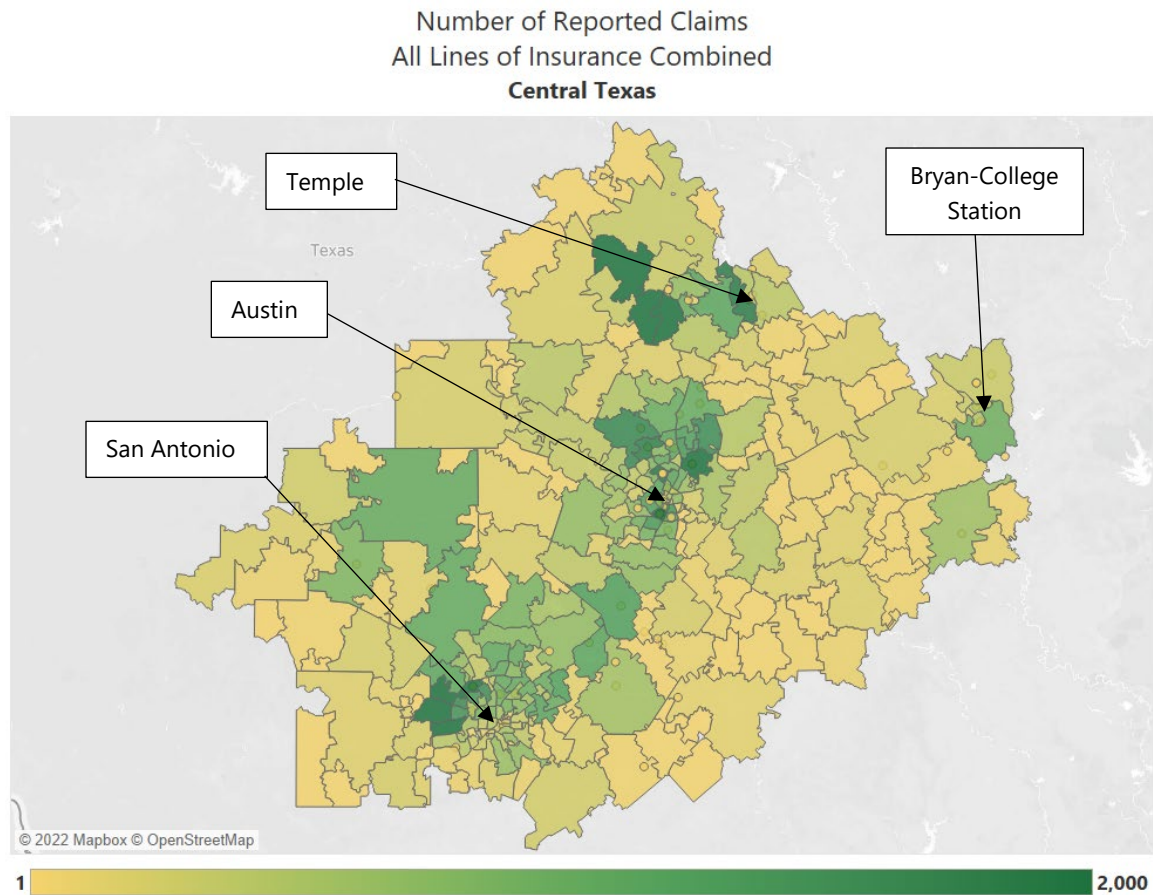 Number of Reported Claims
All Lines of Insurance Combined
Central Texas
Temple
Bryan-College
Station
Texas
Austin
San Antonio
© 2022 Mapbox © OpenStreetMap
1
2,000